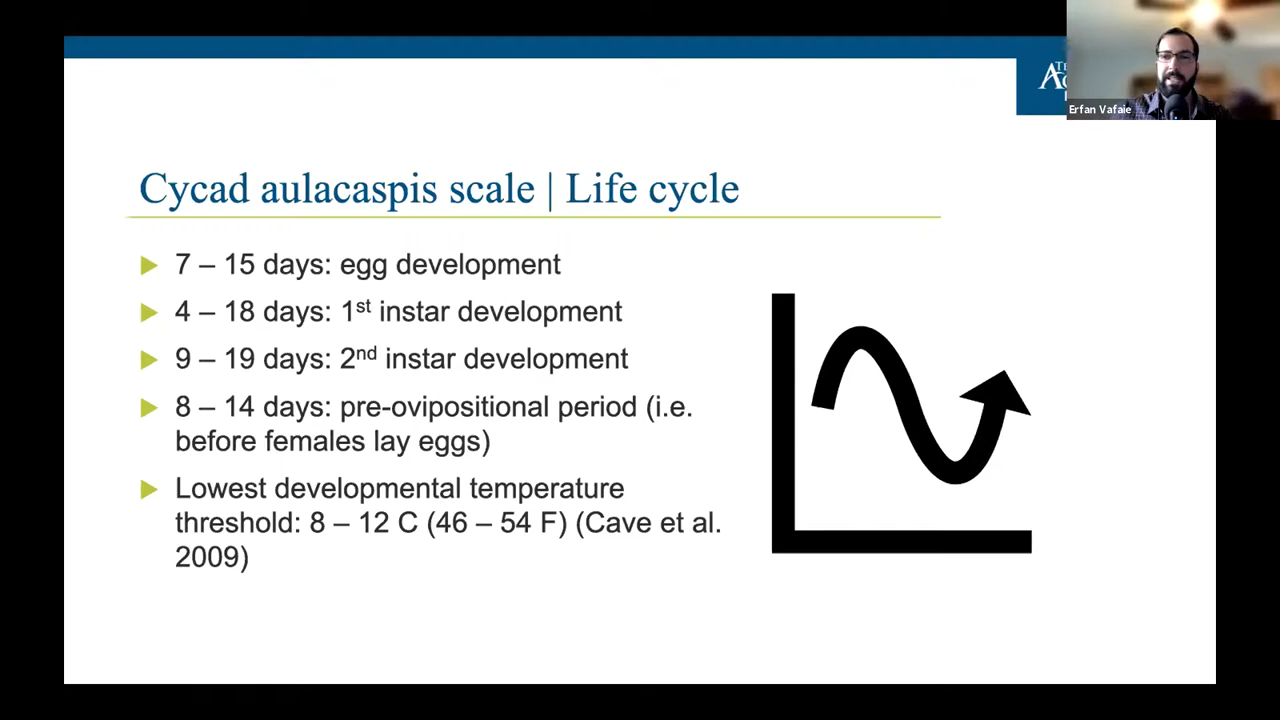 Erfan Vafaie
Cycad aulacaspis scale | Life cycle
7 – 15 days: egg development
4 – 18 days: 1st instar development
9 – 19 days: 2nd instar development
8 – 14 days: pre-ovipositional period (i.e.
before females lay eggs)
Lowest developmental temperature
threshold: 8 – 12 C (46 – 54 F) (Cave et al.
2009)